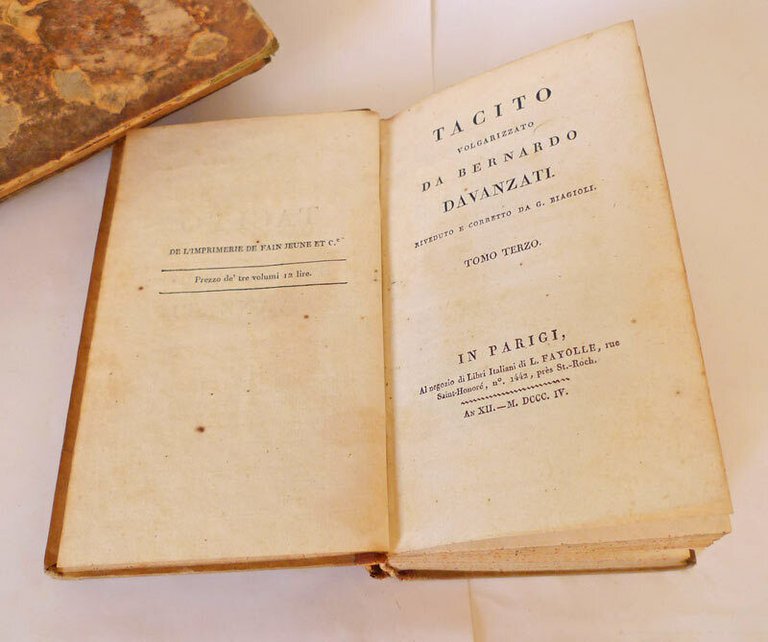 DE L'IMPRIMERIE DE FAIN JEUNE ET C.e
Prezzo de' tre volumi 12 lire.
TACITO
VOLGARIZZATO
DA BERNARDO
DAVANZATI.
RIVEDUTO E CORRETTO DA G. BIAGIOLI.
TOMO TERZO.
IN PARIGI,
Al negozio di Libri Italiani di L. FAYOLLE, rue
Saint-Honoré, n°. 1442, près St.-Roch.
AN XII.—M. DCCC. IV.